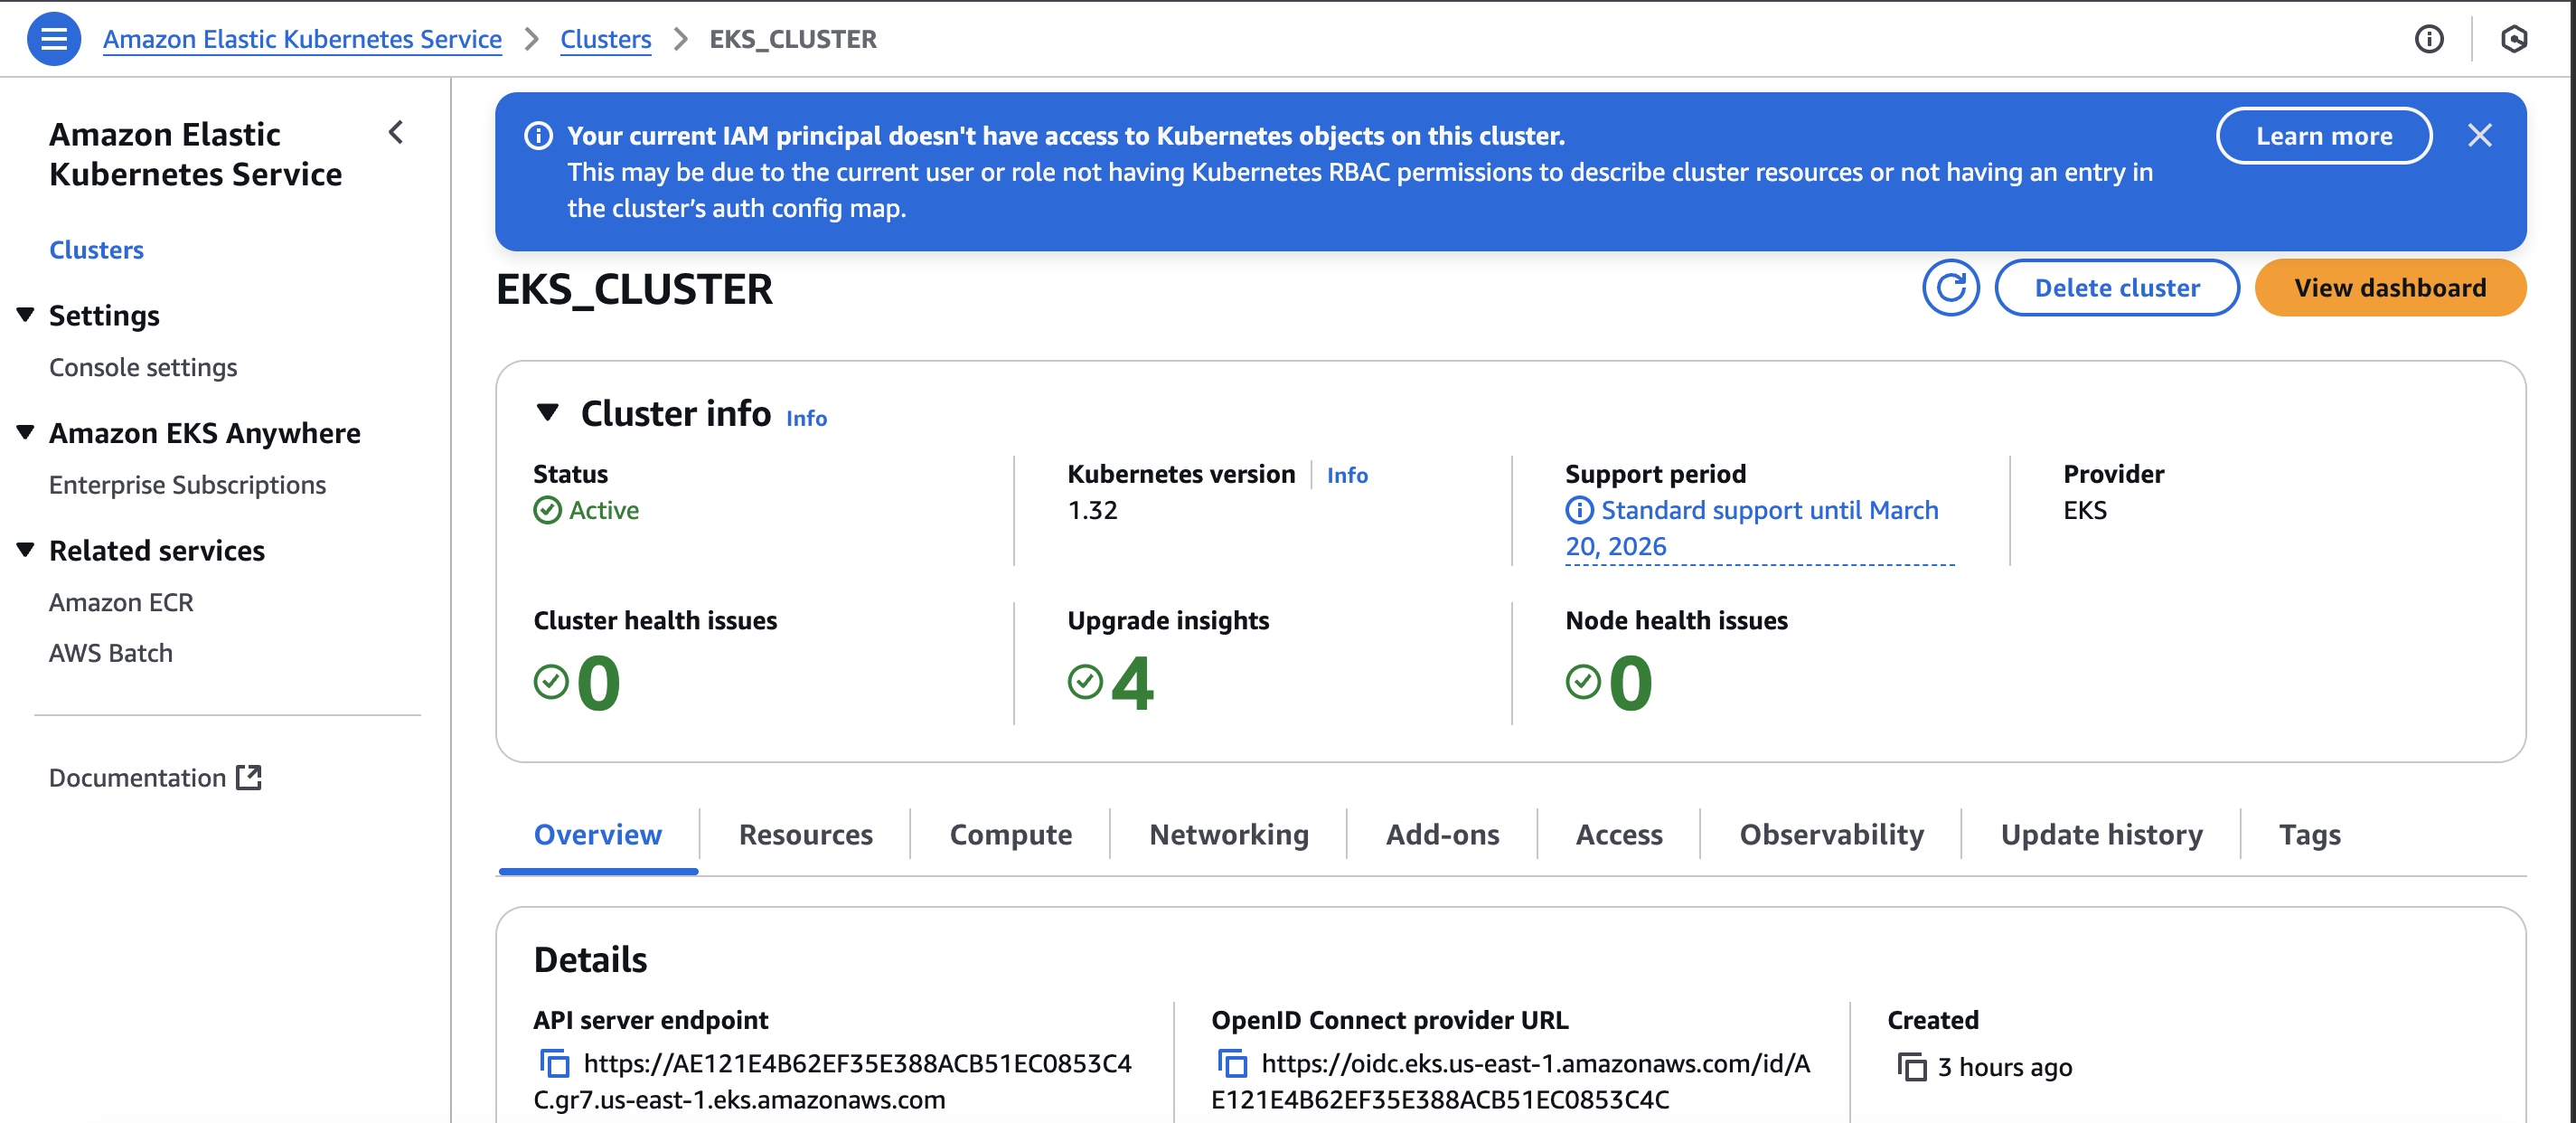 Amazon Elastic Kubernetes Service > Clusters > EKS_CLUSTER
Amazon Elastic
Kubernetes Service
Clusters
Settings
Console settings
Amazon EKS Anywhere
Enterprise Subscriptions
Related services
Amazon ECR
AWS Batch
Documentation
Your current IAM principal doesn't have access to Kubernetes objects on this cluster.
This may be due to the current user or role not having Kubernetes RBAC permissions to describe cluster resources or not having an entry in
the cluster’s auth config map.
Learn more
EKS_CLUSTER
Delete cluster
View dashboard
Cluster info Info
Status
Active
Kubernetes version Info
1.32
Support period
Standard support until March
20, 2026
Provider
EKS
Cluster health issues
0
Upgrade insights
4
Node health issues
0
Overview Resources Compute Networking Add-ons Access Observability Update history Tags
Details
API server endpoint
https://AE121E4B62EF35E388ACB51EC0853C4
C.gr7.us-east-1.eks.amazonaws.com
OpenID Connect provider URL
https://oidc.eks.us-east-1.amazonaws.com/id/A
E121E4B62EF35E388ACB51EC0853C4C
Created
3 hours ago